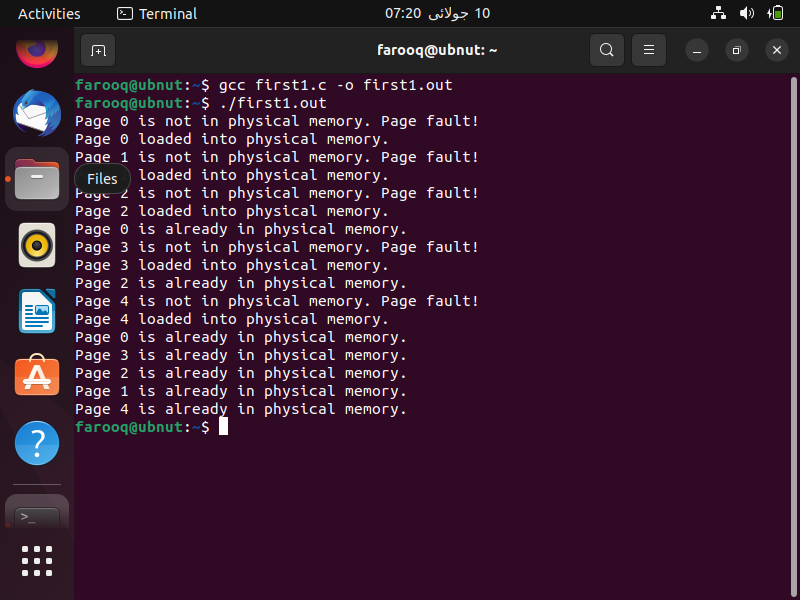 Activities
Terminal
10 جولائی 07:20
farooq@ubnut: ~
farooq@ubnut:~$ gcc first1.c -o first1.out
farooq@ubnut:~$ ./first1.out
Page 0 is not in physical memory. Page fault!
Page 0 loaded into physical memory.
Page 1 is not in physical memory. Page fault!
loaded into physical memory.
Files
Page 2 is not in physical memory. Page fault!
Page 2 loaded into physical memory.
Page 0 is already in physical memory.
Page 3 is not in physical memory. Page fault!
Page 3 loaded into physical memory.
Page 2 is already in physical memory.
Page 4 is not in physical memory. Page fault!
Page 4 loaded into physical memory.
Page 0 is already in physical memory.
Page 3 is already in physical memory.
Page 2 is already in physical memory.
Page 1 is already in physical memory.
Page 4 is already in physical memory.
farooq@ubnut:~$